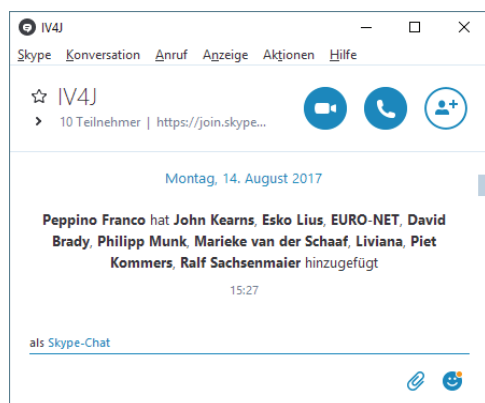 IV4J
Skype Konversation Anruf Anzeige Aktionen Hilfe
IV4J
10 Teilnehmer | https://join.skype...
Montag, 14. August 2017
Peppino Franco hat John Kearns, Esko Lius, EURO-NET, David
Brady, Philipp Munk, Marieke van der Schaaf, Liviana, Piet
Kommers, Ralf Sachsenmaier hinzugefügt
15:27
als Skype-Chat